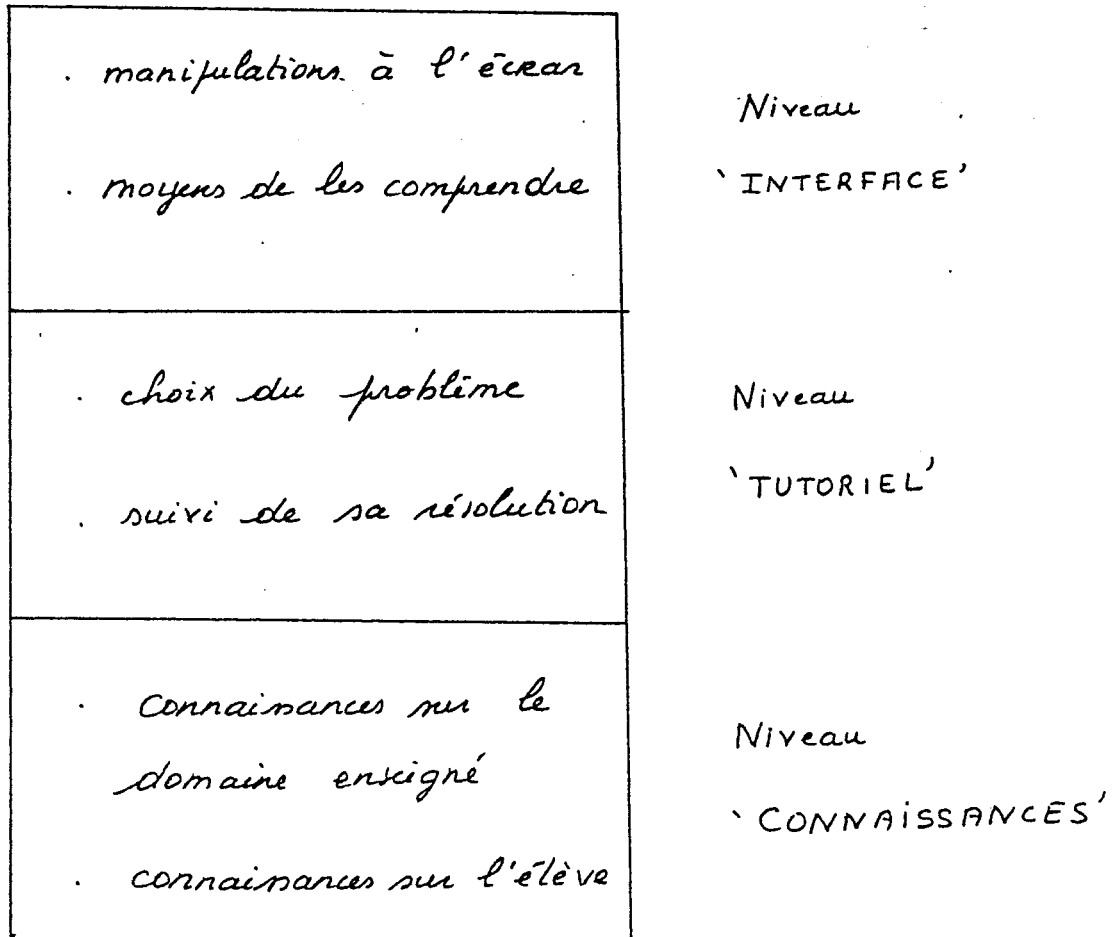 . manipulations à l'écran
. moyens de les comprendre
Niveau
'INTERFACE'
. choix du problème
. suivi de sa résolution
Niveau
'TUTORIEL'
. connaissances sur le
domaine enseigné
. connaissances sur l'élève
Niveau
'CONNAISSANCES'